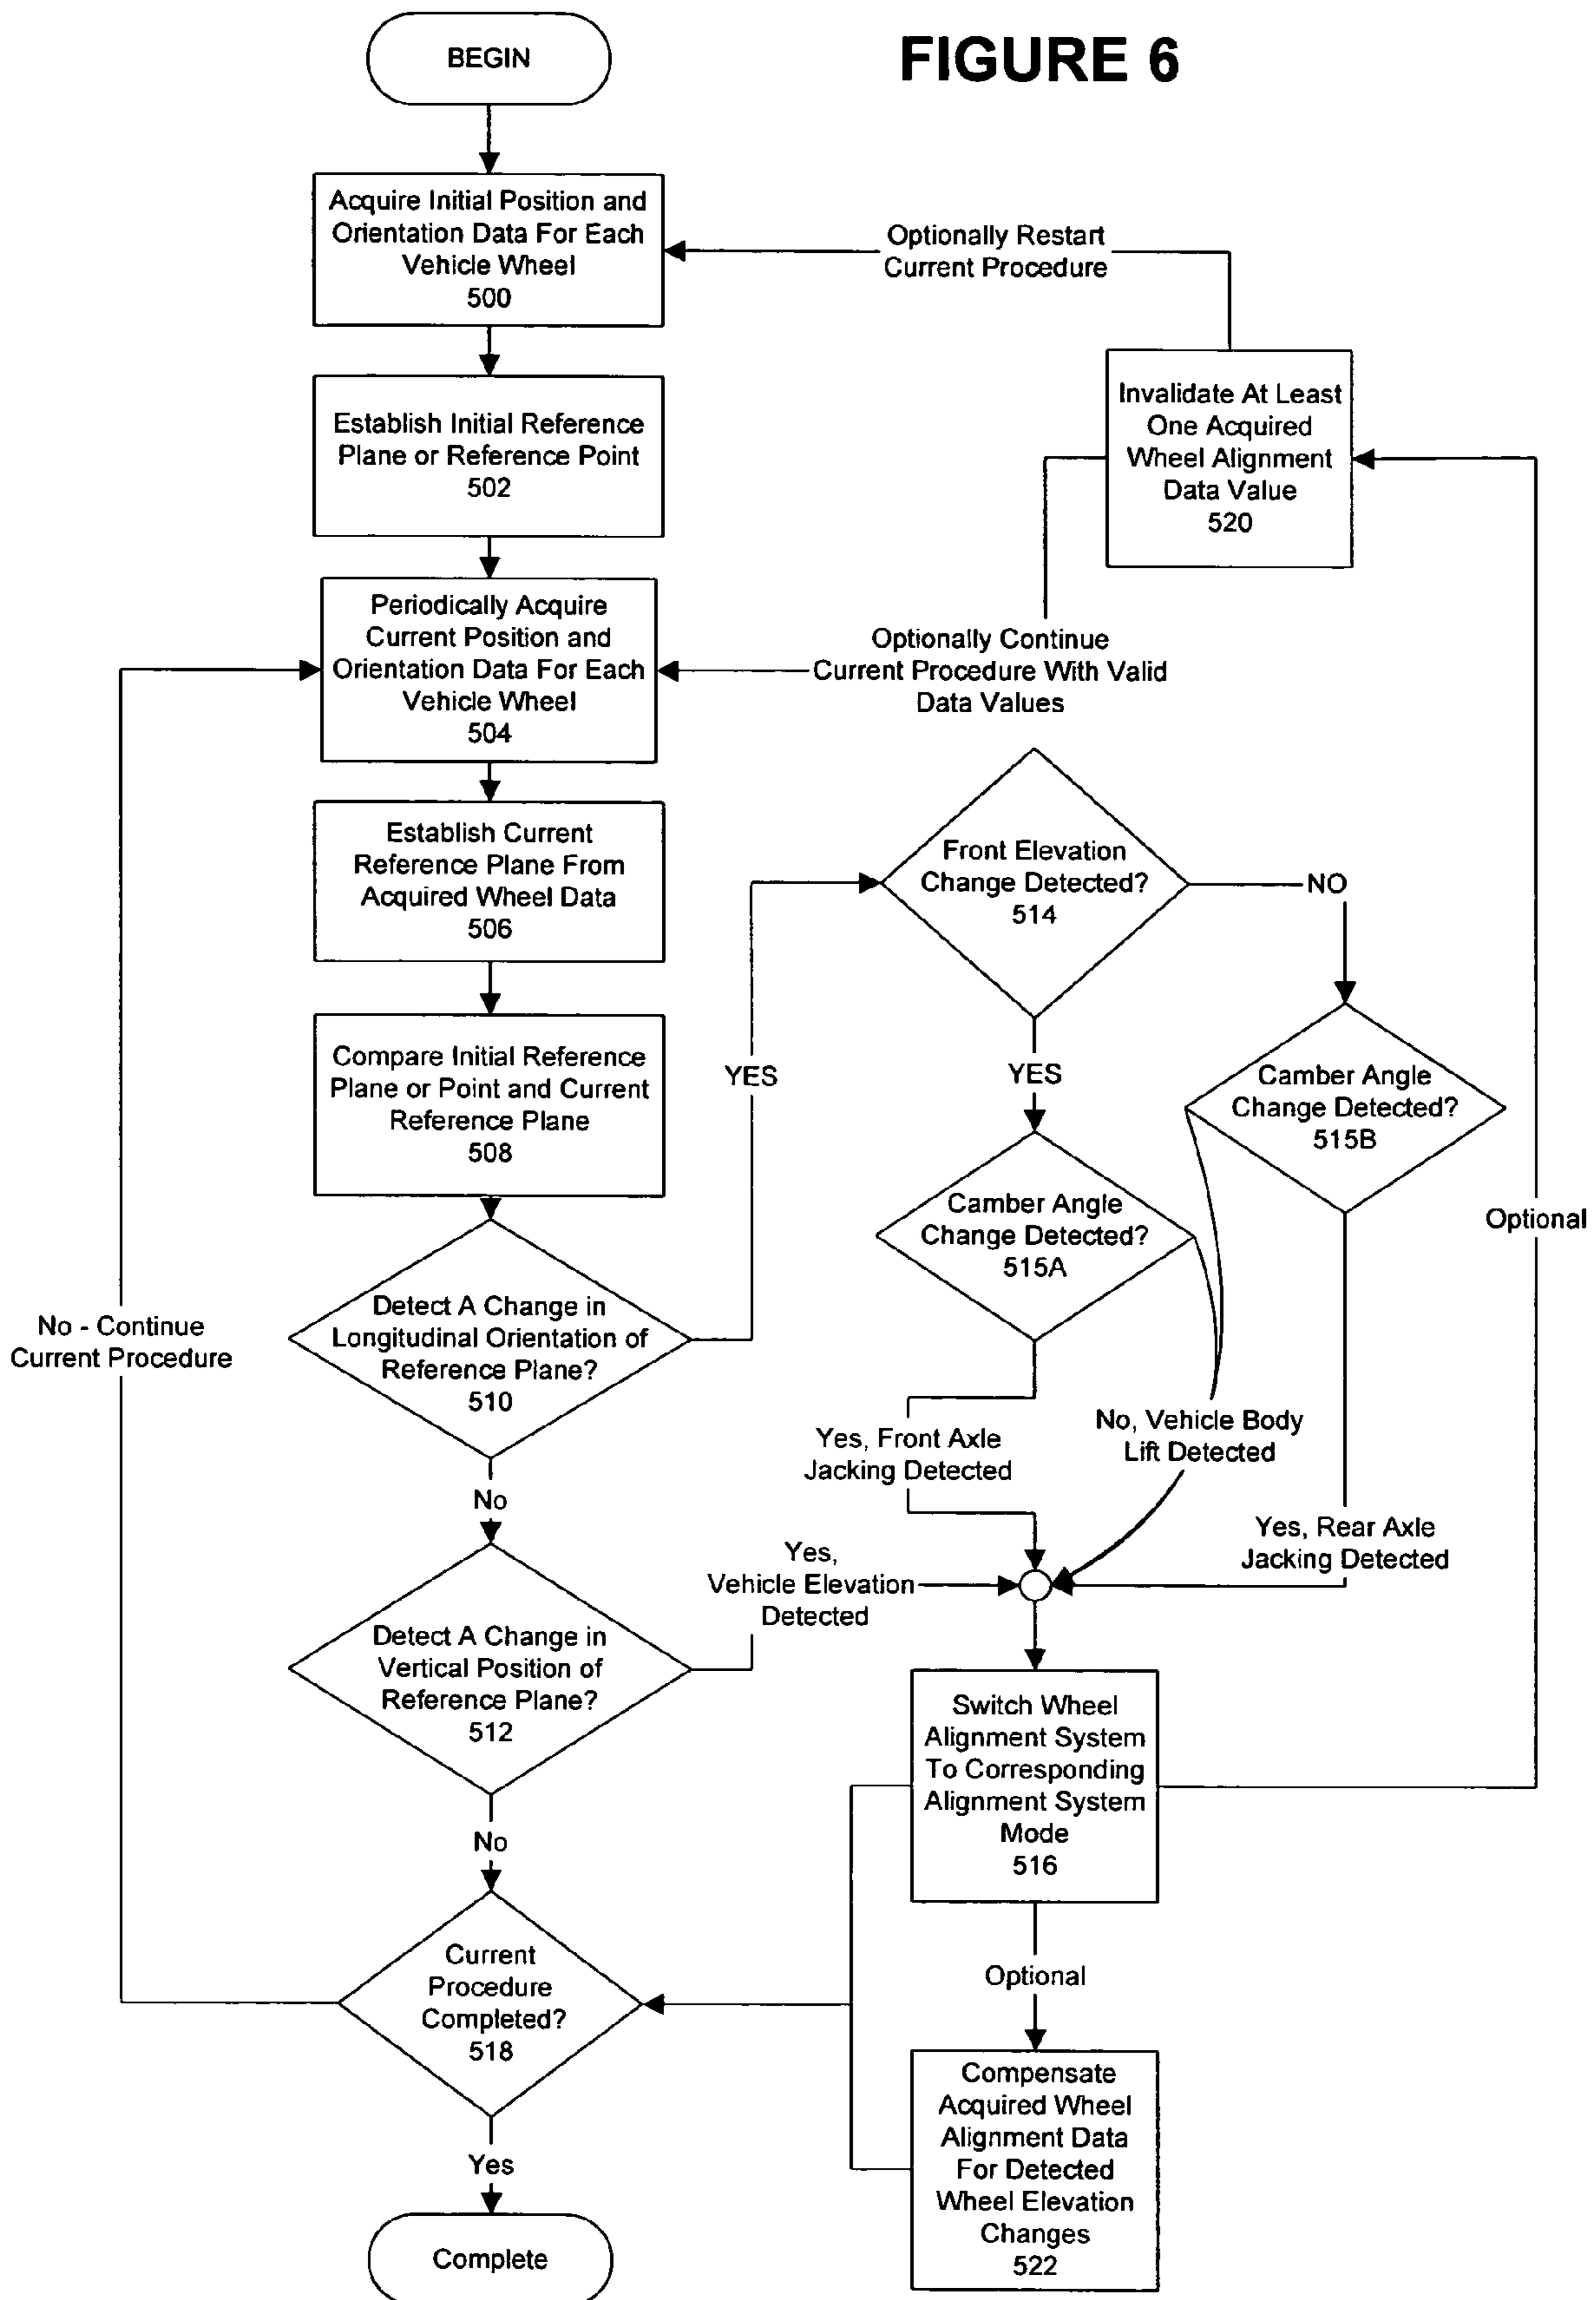 FIGURE 6
BEGIN
Acquire Initial Position and
Orientation Data For Each
Vehicle Wheel
500
Optionally Restart
Current Procedure
Establish Initial Reference
Plane or Reference Point
502
Invalidate At Least
One Acquired
Wheel Alignment
Data Value
520
Periodically Acquire
Current Position and
Orientation Data For Each
Vehicle Wheel
504
Optionally Continue
Current Procedure With Valid
Data Values
Establish Current
Reference Plane From
Acquired Wheel Data
506
Front Elevation
Change Detected?
514
NO
Compare Initial Reference
Plane or Point and Current
Reference Plane
508
YES
YES
Camber Angle
Change Detected?
515B
Camber Angle
Change Detected?
515A
Optional
Detect A Change in
Longitudinal Orientation of
Reference Plane?
510
No - Continue
Current Procedure
Yes, Front Axle
Jacking Detected
No, Vehicle Body
Lift Detected
Yes, Rear Axle
Jacking Detected
No
Yes,
Vehicle Elevation
Detected
Detect A Change in
Vertical Position of
Reference Plane?
512
Switch Wheel
Alignment System
To Corresponding
Alignment System
Mode
516
No
Current
Procedure
Completed?
518
Optional
Compensate
Acquired Wheel
Alignment Data
For Detected
Wheel Elevation
Changes
522
Yes
Complete